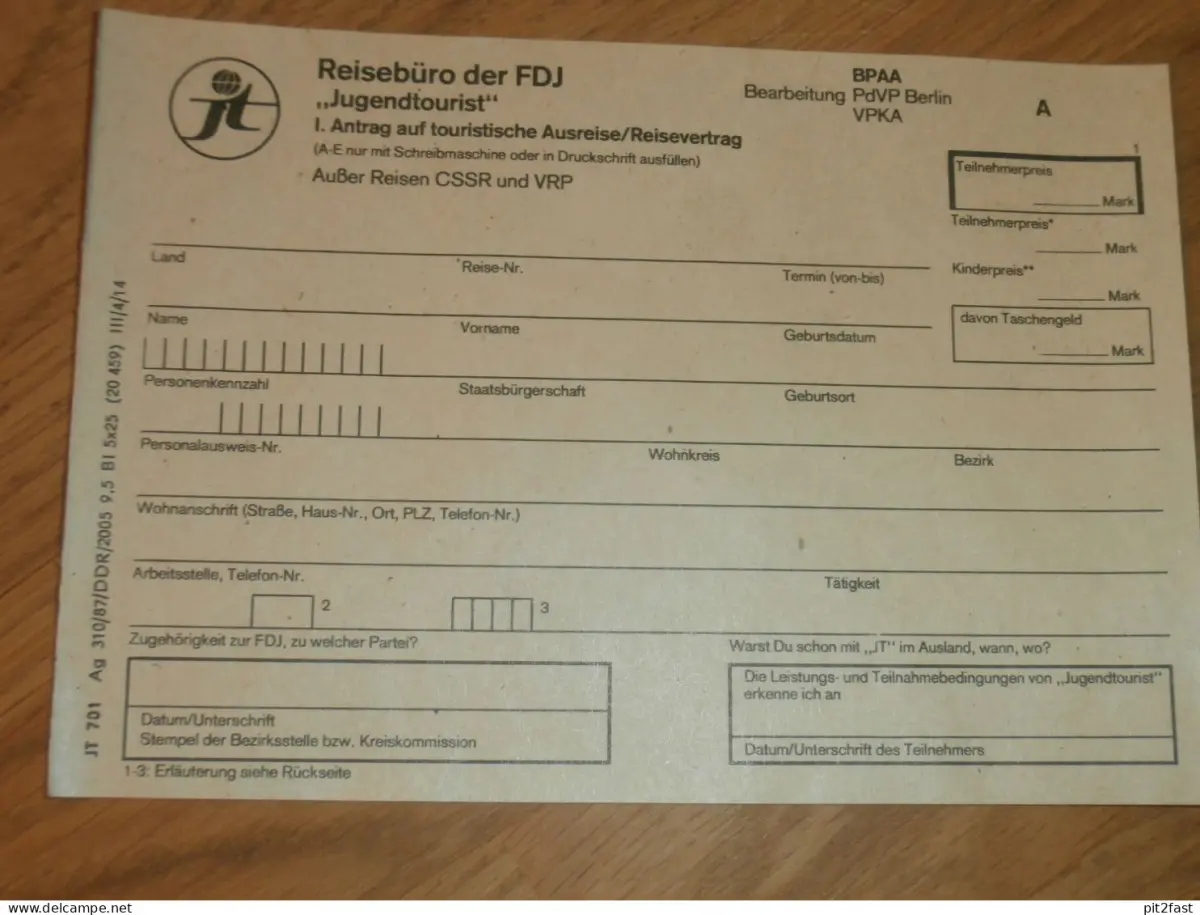 jt
Reisebüro der FDJ
„Jugendtourist“
I. Antrag auf touristische Ausreise/Reisevertrag
(A-E nur mit Schreibmaschine oder in Druckschrift ausfüllen)
Außer Reisen CSSR und VRP
BPAA
Bearbeitung PdVP Berlin
VPKA
A
1
Teilnehmerpreis
Mark
Teilnehmerpreis*
Mark
Kinderpreis**
Mark
davon Taschengeld
Mark
Land Reise-Nr. Termin (von-bis)
Name Vorname Geburtsdatum
Personenkennzahl Staatsbürgerschaft Geburtsort
Personalausweis-Nr. Wohnkreis Bezirk
Wohnanschrift (Straße, Haus-Nr., Ort, PLZ, Telefon-Nr.)
Arbeitsstelle, Telefon-Nr. Tätigkeit
2 3
Zugehörigkeit zur FDJ, zu welcher Partei? Warst Du schon mit „JT“ im Ausland, wann, wo?
Datum/Unterschrift
Stempel der Bezirksstelle bzw. Kreiskommission
Die Leistungs- und Teilnahmebedingungen von „Jugendtourist“
erkenne ich an
Datum/Unterschrift des Teilnehmers
1-3: Erläuterung siehe Rückseite
JT 701 Ag 310/87/DDR/2005 9,5 Bl 5x25 (20 459) III/4/14
www.delcampe.net
pit2fast